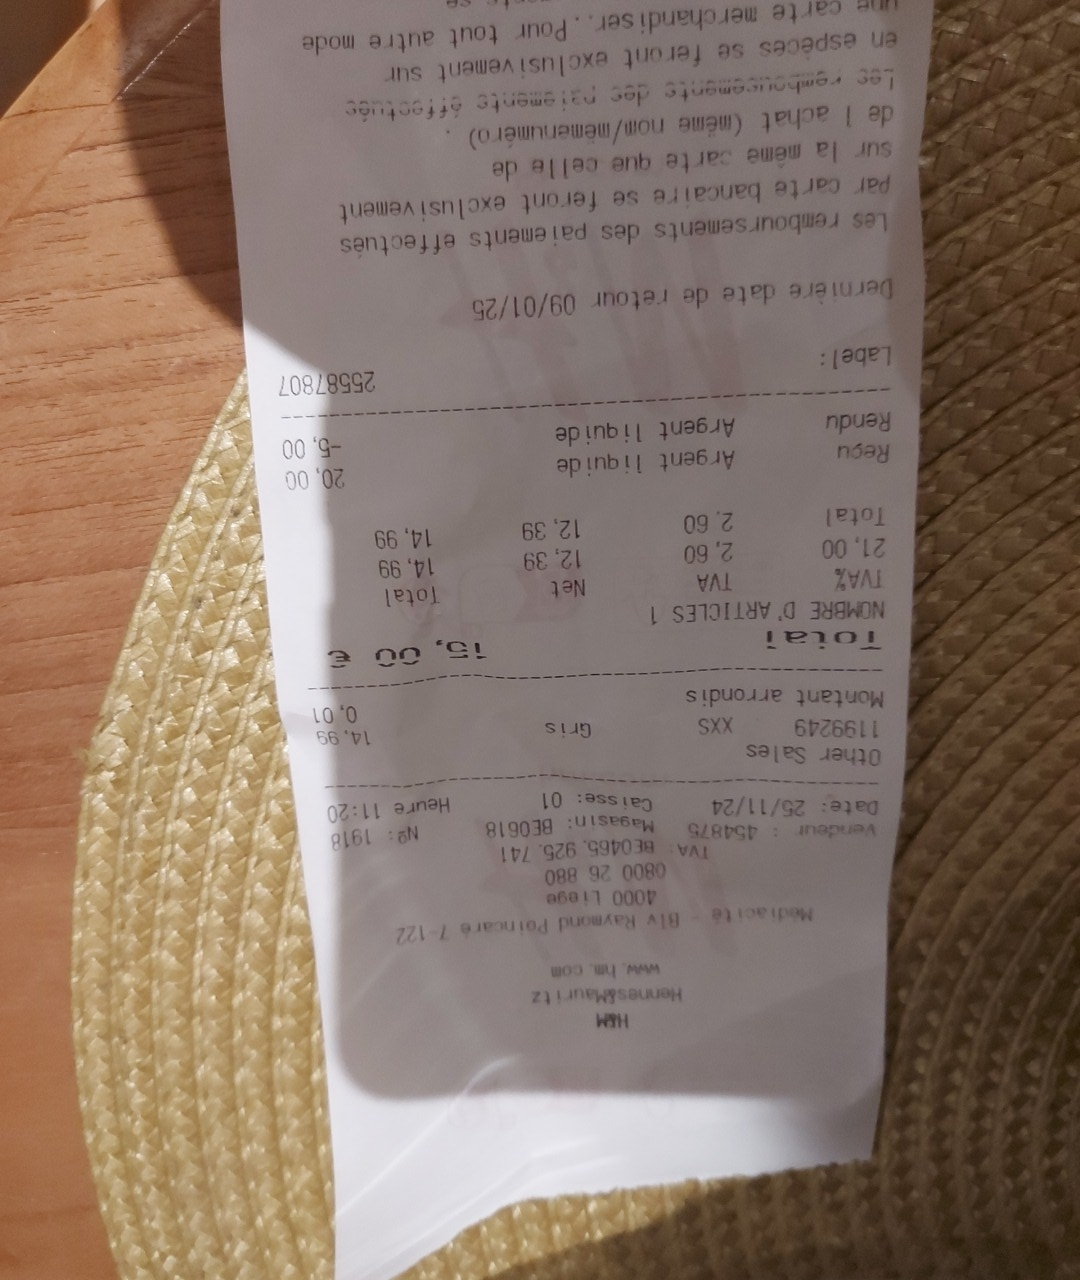 H&M
Hennes&Mauritz
www.hm.com
Médiacité - Blv Raymond Poincaré 7-122
4000 Liege
0800 26 880
TVA: BE0465.925.741
Vendeur : 454875 Magasin: BE0618 Nº: 1918
Date: 25/11/24 Caisse: 01 Heure 11:20
Other Sales
1199249 XXS Gris 14,99
Montant arrondis 0,01
Total 15,00 €
NOMBRE D'ARTICLES 1
TVA% TVA Net Total
21,00 2,60 12,39 14,99
Total 2,60 12,39 14,99
Reçu Argent liquide 20,00
Rendu Argent liquide -5,00
Label: 25587807
Dernière date de retour 09/01/25
Les remboursements des paiements effectués
par carte bancaire se feront exclusivement
sur la même carte que celle de
de l achat (même nom/mêmenuméro) .
Les remboursements des paiements éffectués
en espèces se feront exclusivement sur
une carte merchandiser.. Pour tout autre mode